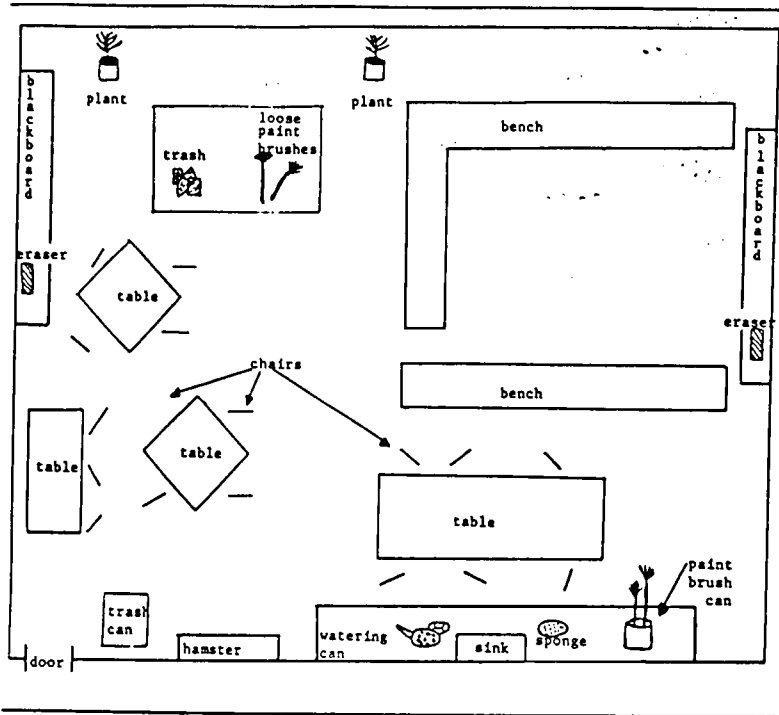 plant
plant
blackboard
loose
paint
brushes
trash
bench
blackboard
eraser
table
eraser
chairs
bench
table
table
table
paint
brush
can
trash
can
watering
can
sink
sponge
hamster
door